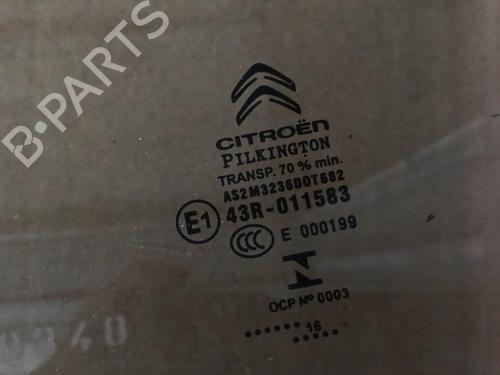 B-PARTS
CITROËN
PILKINGTON
TRANSP. 70 % min.
AS2M3236DOT682
E1 43R-011583
CCC E 000199
OCP Nº 0003
16